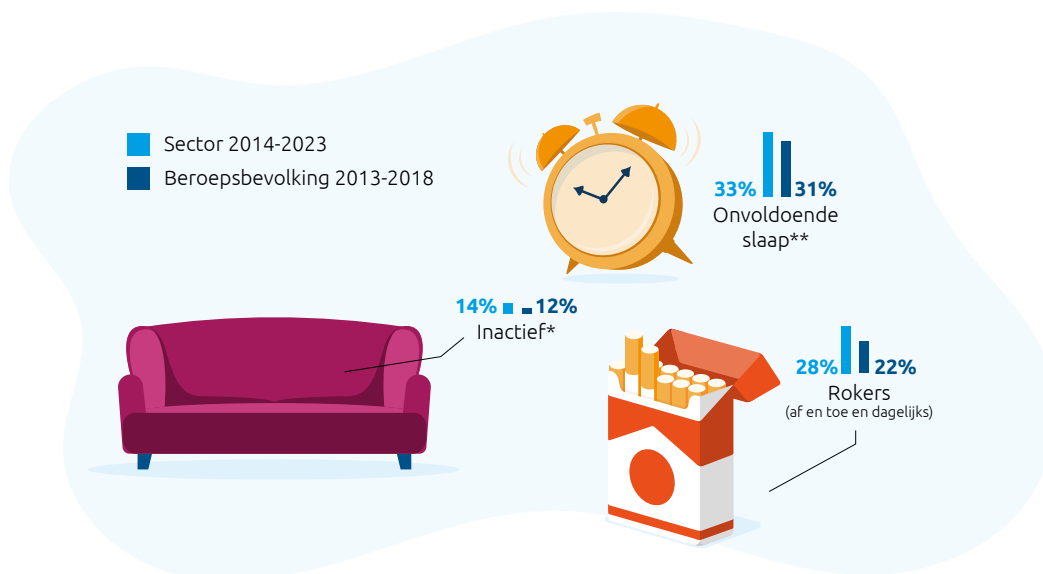 Sector 2014-2023
Beroepsbevolking 2013-2018
33% 31%
Onvoldoende
slaap**
14% 12%
Inactief*
28% 22%
Rokers
(af en toe en dagelijks)